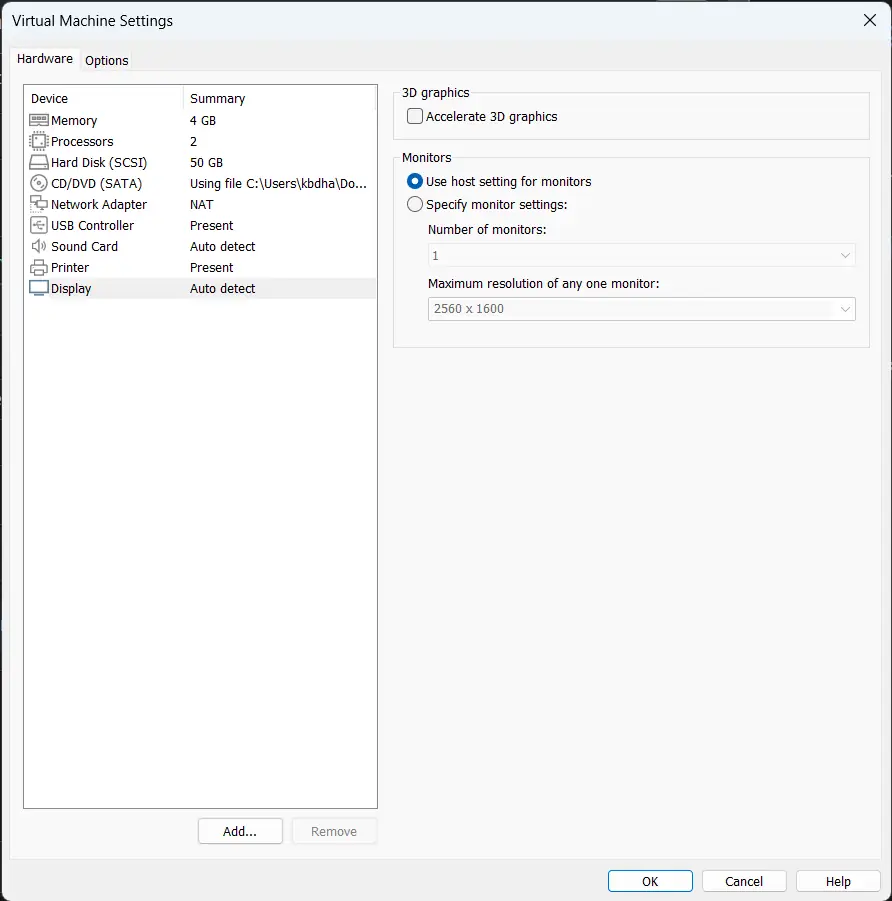 Virtual Machine Settings
Hardware
Options
Device Summary
Memory 4 GB
Processors 2
Hard Disk (SCSI) 50 GB
CD/DVD (SATA) Using file C:\Users\kbdha\Do...
Network Adapter NAT
USB Controller Present
Sound Card Auto detect
Printer Present
Display Auto detect
Add...
Remove
3D graphics
Accelerate 3D graphics
Monitors
Use host setting for monitors
Specify monitor settings:
Number of monitors:
1
Maximum resolution of any one monitor:
2560 x 1600
OK
Cancel
Help